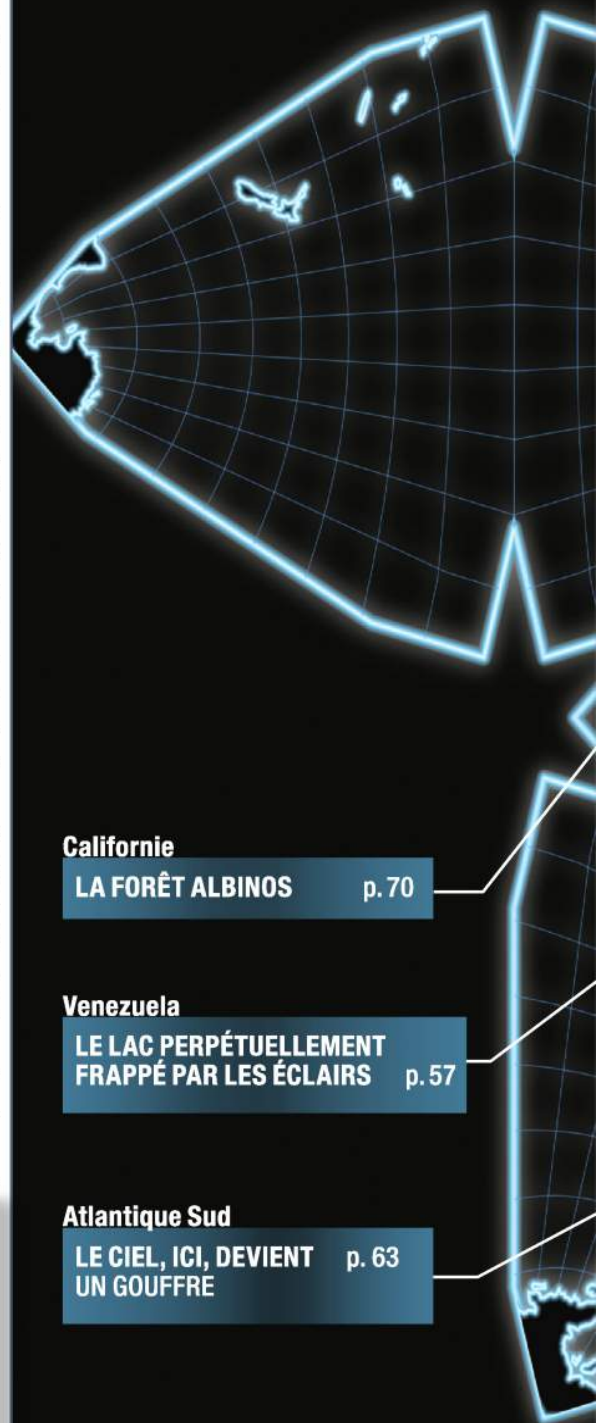 Californie
LA FORÊT ALBINOS p. 70
Venezuela
LE LAC PERPÉTUELLEMENT
FRAPPÉ PAR LES ÉCLAIRS p. 57
Atlantique Sud
LE CIEL, ICI, DEVIENT p. 63
UN GOUFFRE